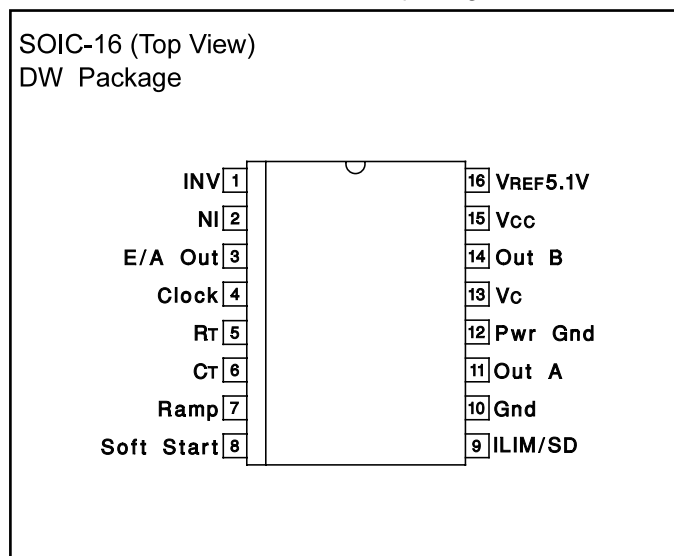 SOIC-16 (Top View)
DW Package
INV 1
NI 2
E/A Out 3
Clock 4
RT 5
CT 6
Ramp 7
Soft Start 8
16 VREF5.1V
15 Vcc
14 Out B
13 Vc
12 Pwr Gnd
11 Out A
10 Gnd
9 ILIM/SD